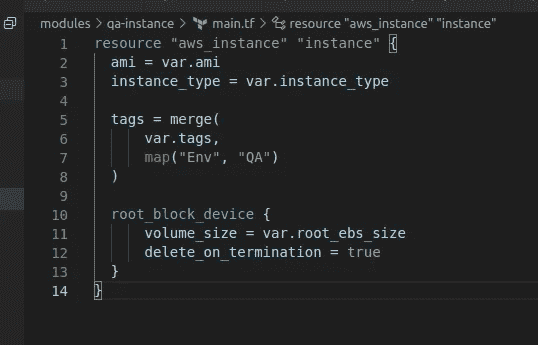 modules > qa-instance > main.tf > resource "aws_instance" "instance"
1 resource "aws_instance" "instance" {
2   ami = var.ami
3   instance_type = var.instance_type
4
5   tags = merge(
6       var.tags,
7       map("Env", "QA")
8   )
9
10   root_block_device {
11       volume_size = var.root_ebs_size
12       delete_on_termination = true
13   }
14 }